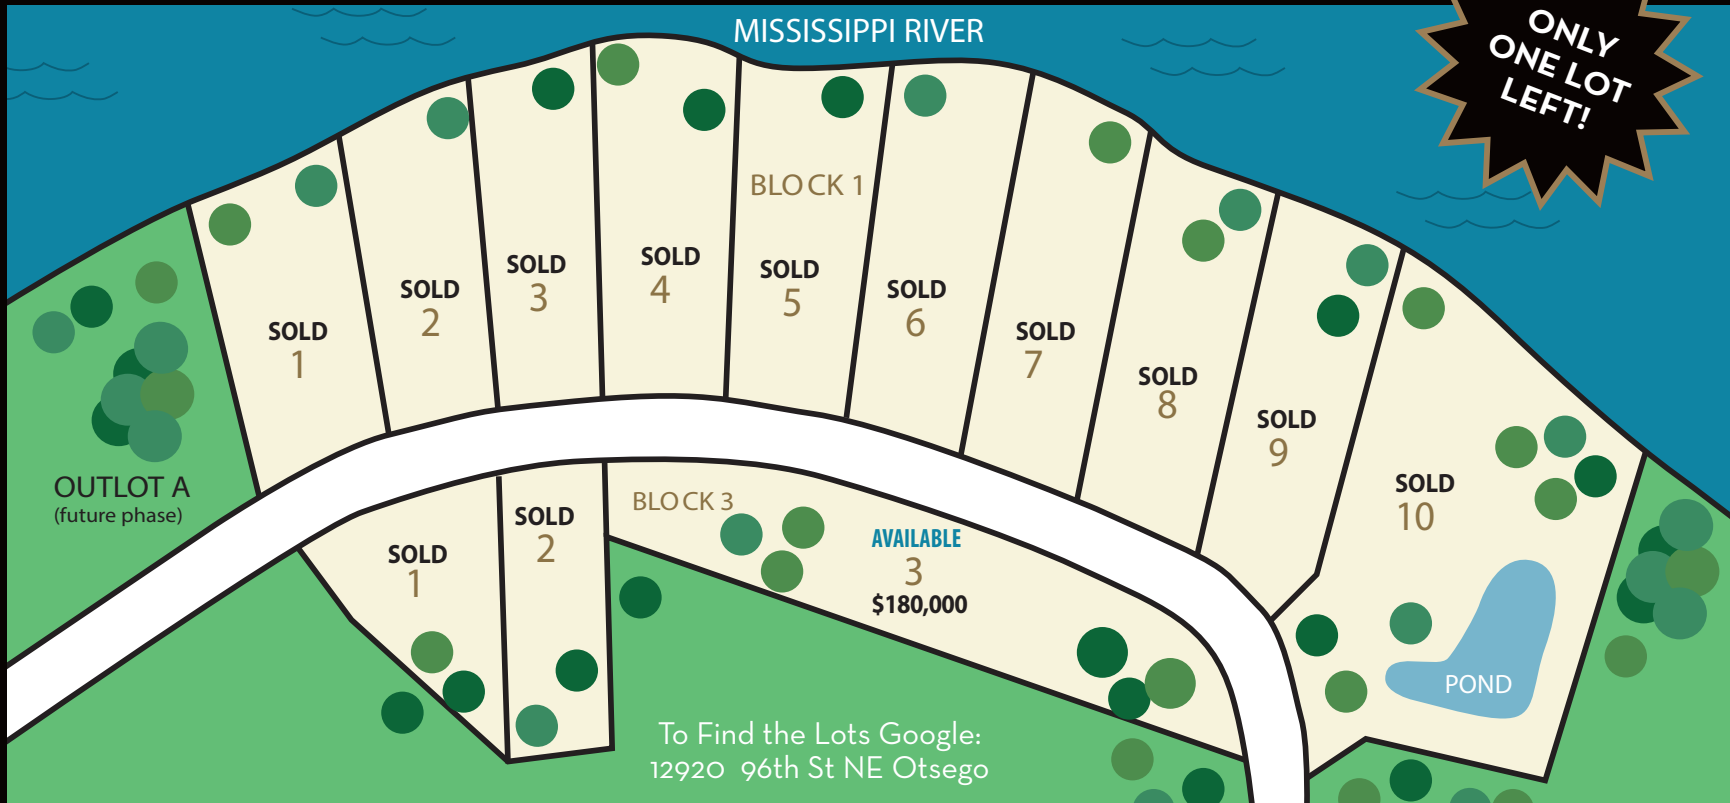 MISSISSIPPI RIVER
ONLY
ONE LOT
LEFT!
BLOCK 1
SOLD
1
SOLD
2
SOLD
3
SOLD
4
SOLD
5
SOLD
6
SOLD
7
SOLD
8
SOLD
9
SOLD
10
OUTLOT A
(future phase)
BLOCK 3
SOLD
1
SOLD
2
AVAILABLE
3
$180,000
POND
To Find the Lots Google:
12920 96th St NE Otsego